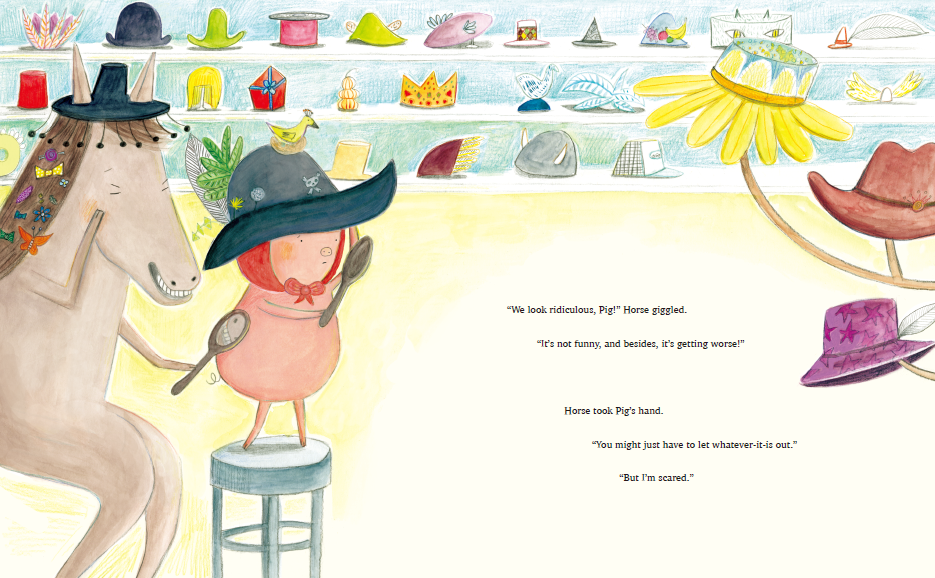 “We look ridiculous, Pig!” Horse giggled.
“It’s not funny, and besides, it’s getting worse!”
Horse took Pig’s hand.
“You might just have to let whatever-it-is out.”
“But I’m scared.”